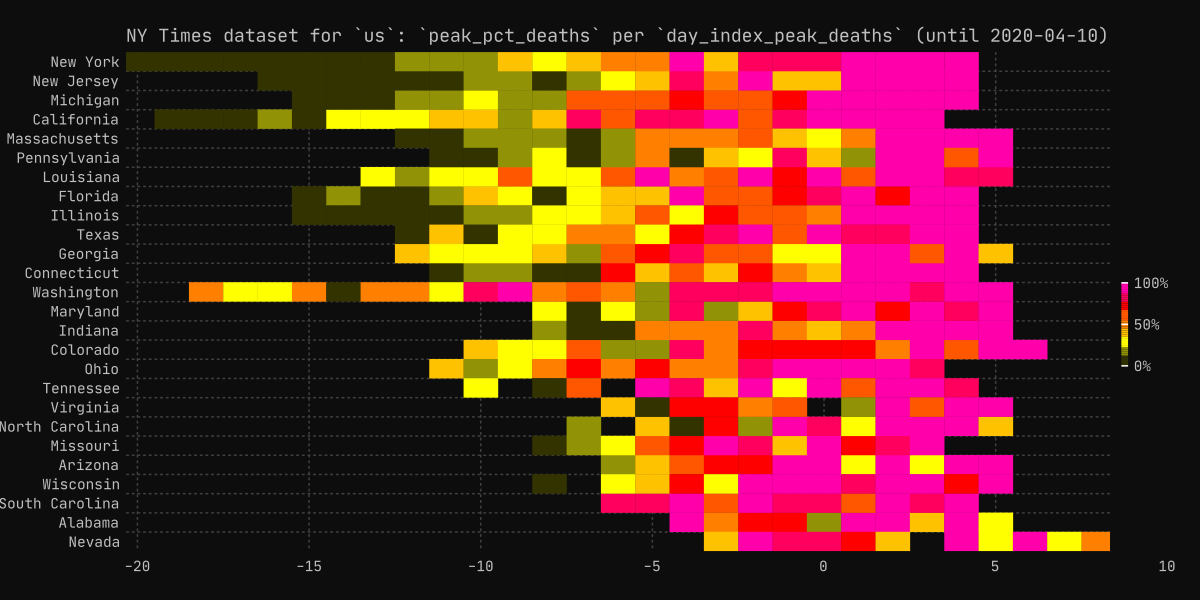 NY Times dataset for `us`: `peak_pct_deaths` per `day_index_peak_deaths` (until 2020-04-10)
New York
New Jersey
Michigan
California
Massachusetts
Pennsylvania
Louisiana
Florida
Illinois
Texas
Georgia
Connecticut
Washington
Maryland
Indiana
Colorado
Ohio
Tennessee
Virginia
North Carolina
Missouri
Arizona
Wisconsin
South Carolina
Alabama
Nevada
100%
50%
0%
-20 -15 -10 -5 0 5 10